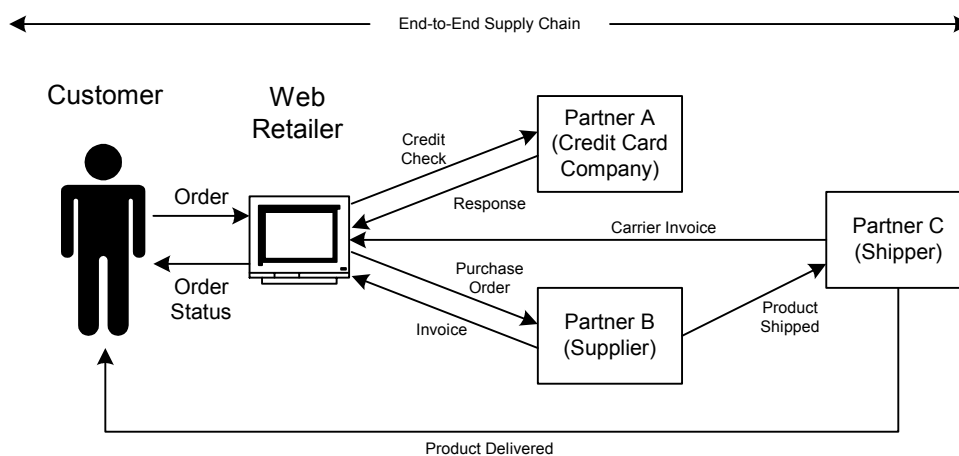 End-to-End Supply Chain
Customer
Web
Retailer
Partner A
(Credit Card
Company)
Credit
Check
Order
Response
Carrier Invoice
Partner C
(Shipper)
Order
Status
Purchase
Order
Invoice
Partner B
(Supplier)
Product
Shipped
Product Delivered